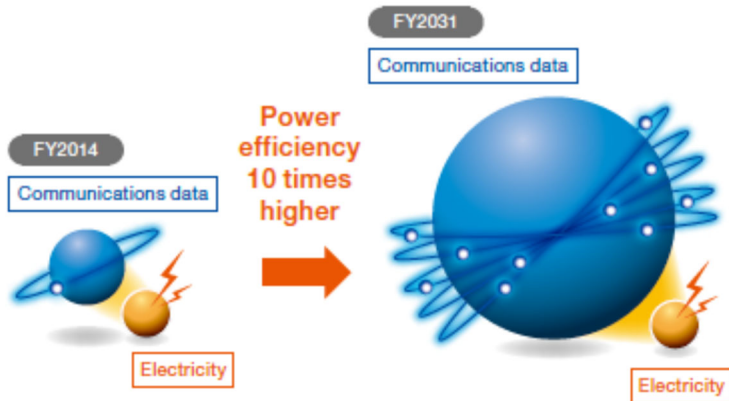 FY2014
Communications data
Electricity
Power
efficiency
10 times
higher
FY2031
Communications data
Electricity